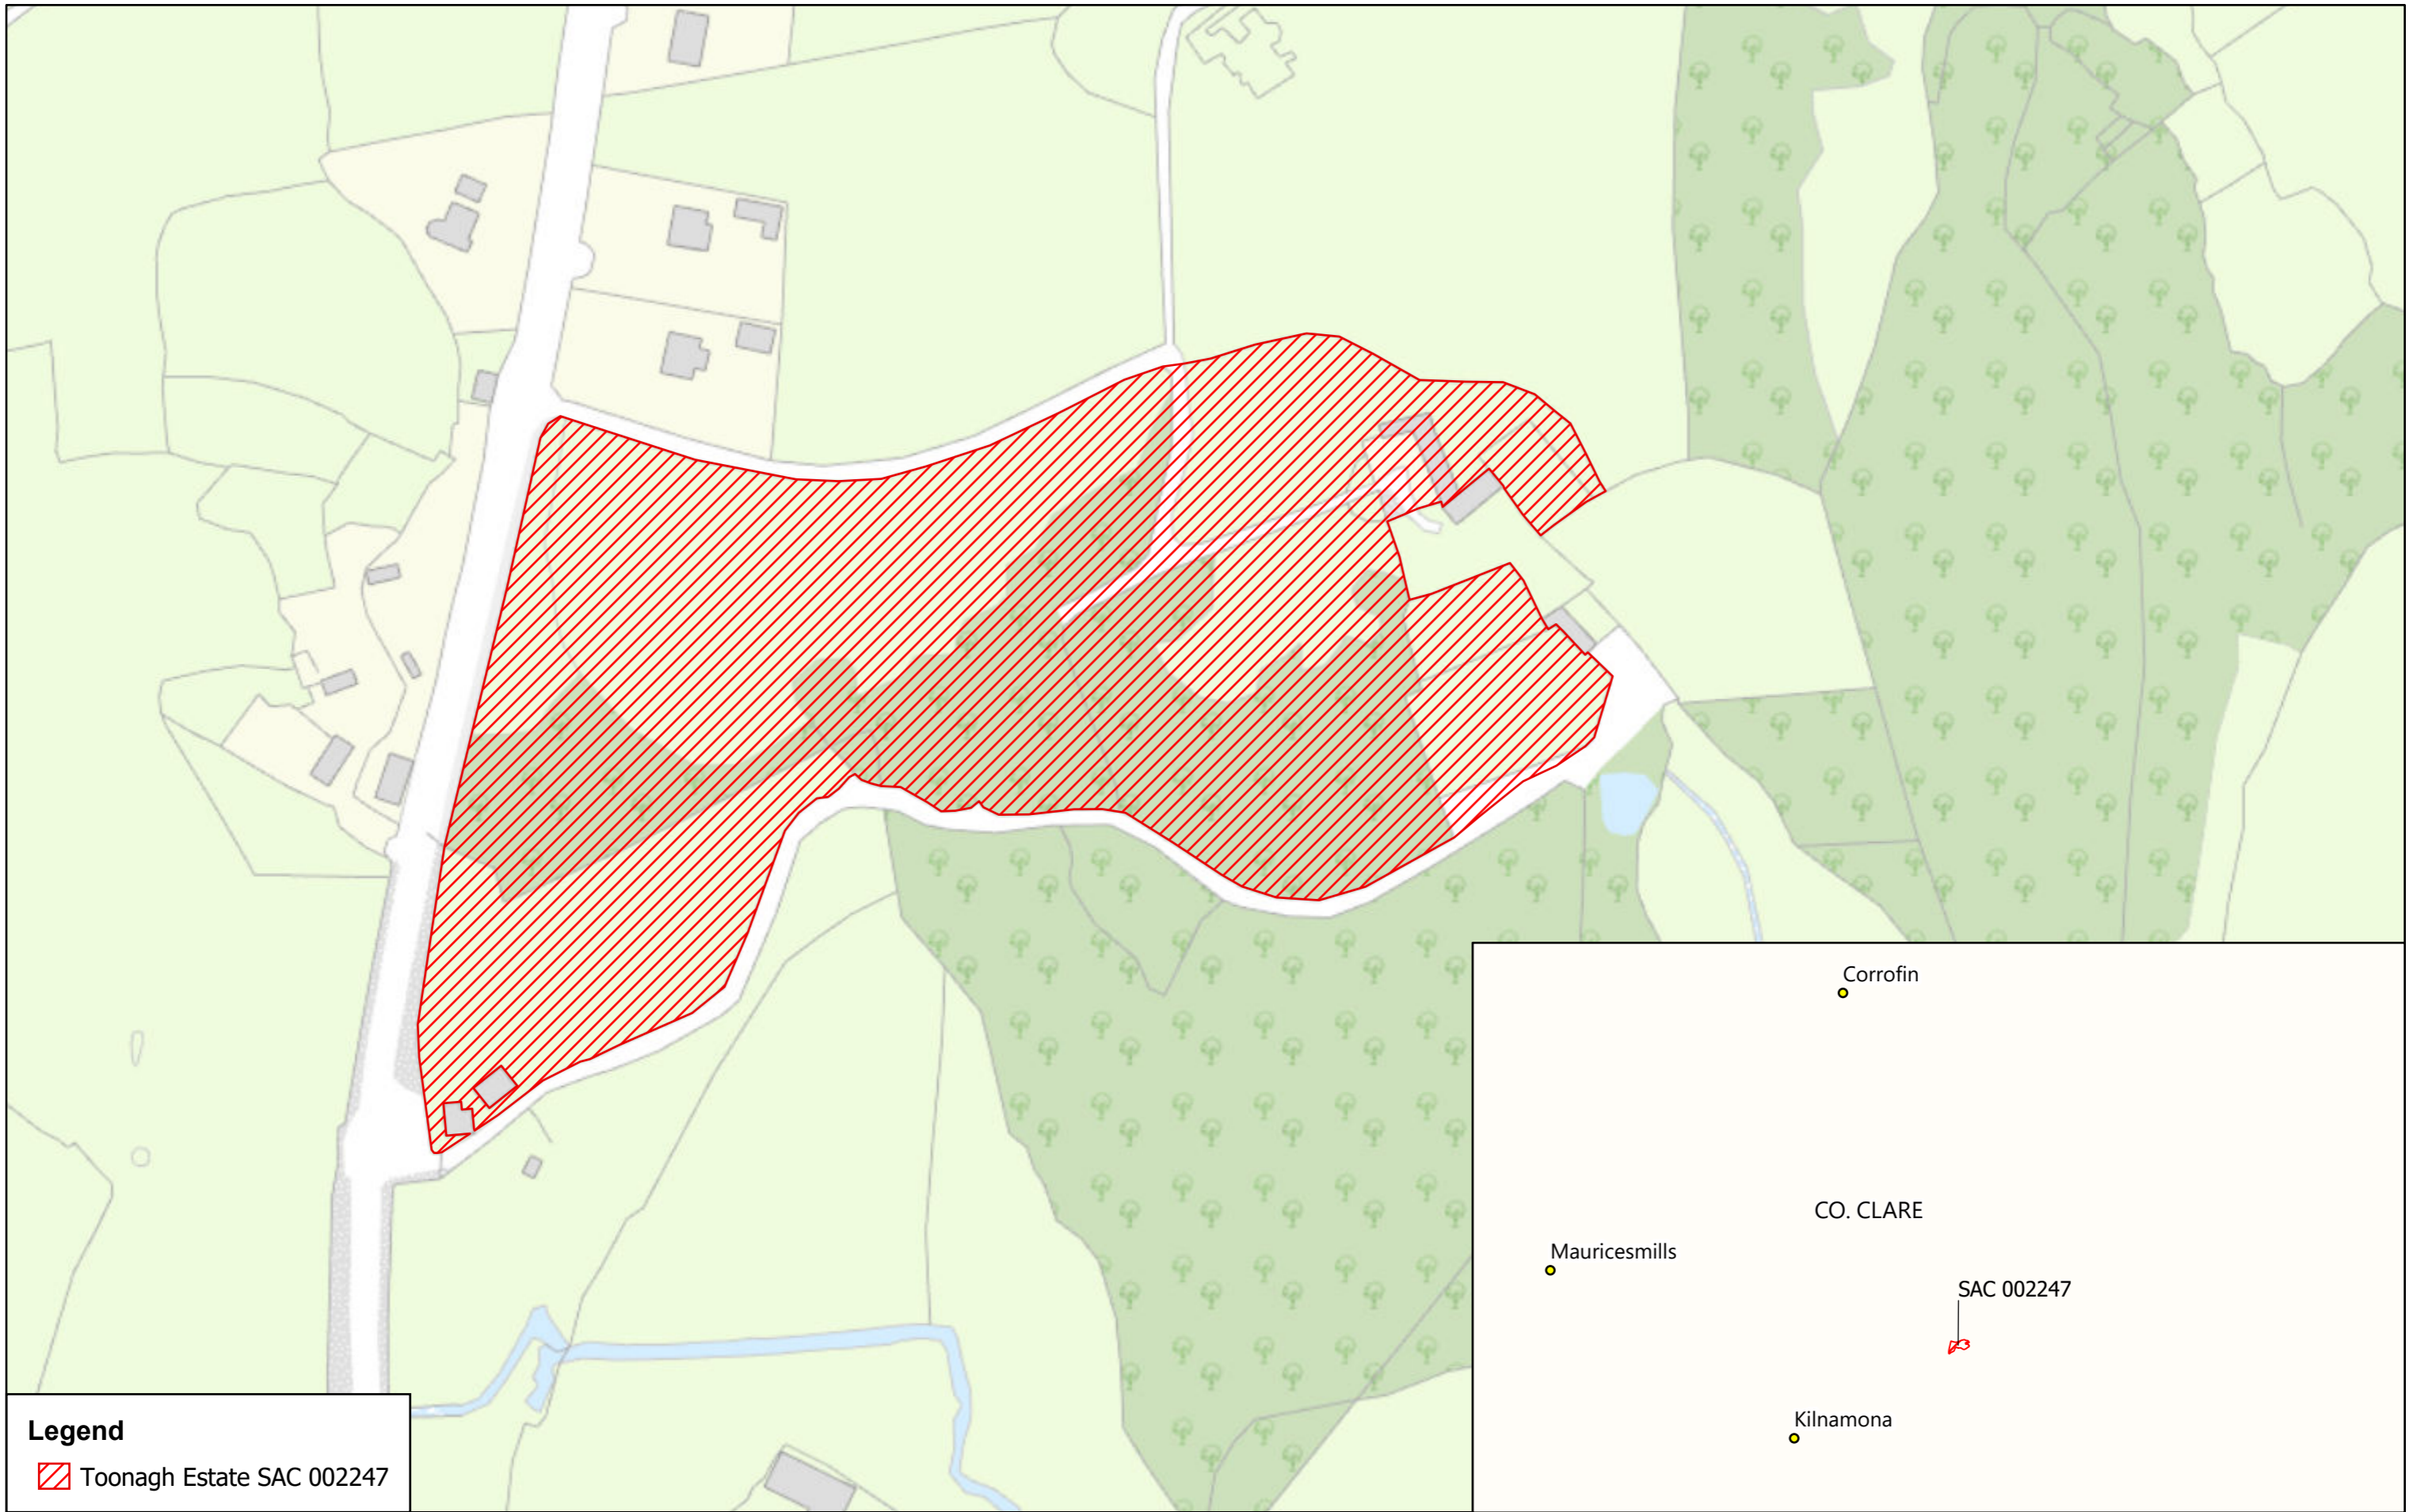 Corrofin
CO. CLARE
Mauricesmills
SAC 002247
Kilnamona
Legend
Toonagh Estate SAC 002247